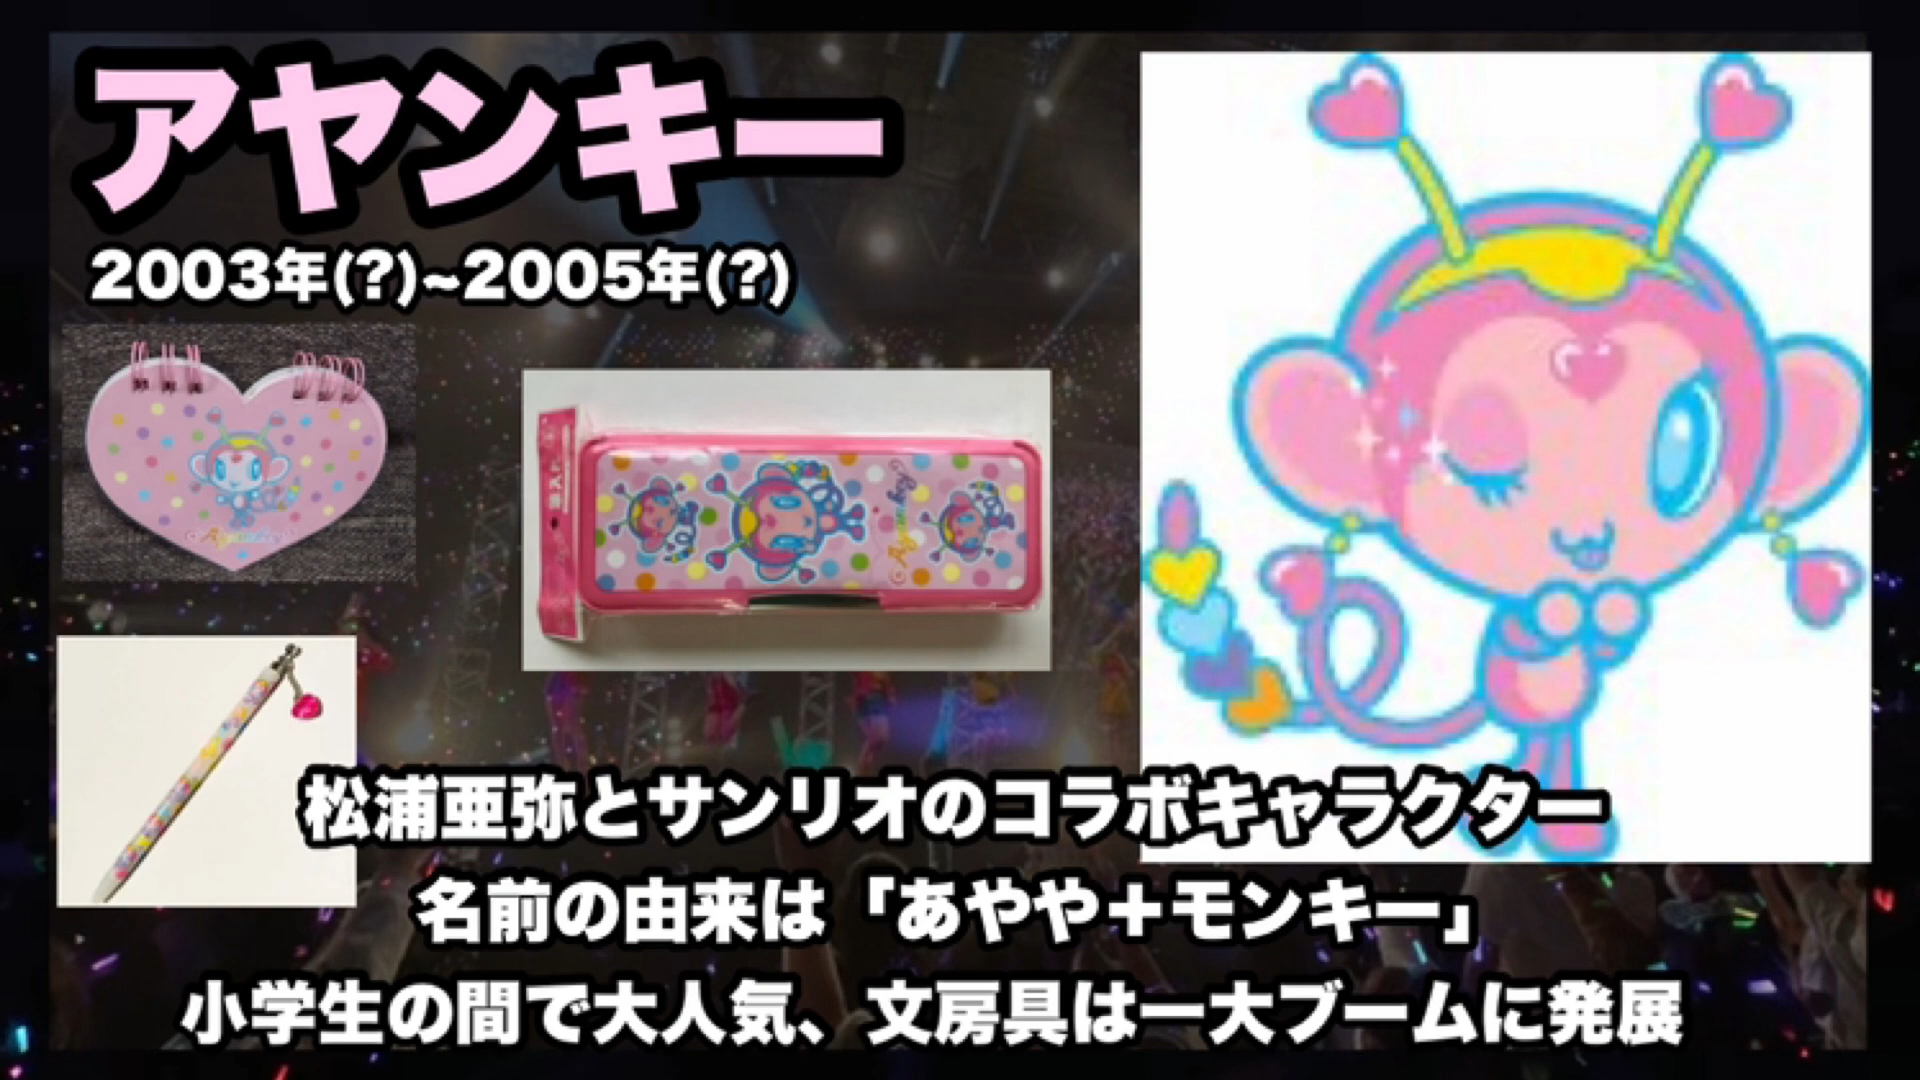 アヤンキー
2003年(?)~2005年(?)
松浦亜弥とサンリオのコラボキャラクター
名前の由来は「あやや＋モンキー」
小学生の間で大人気、文房具は一大ブームに発展